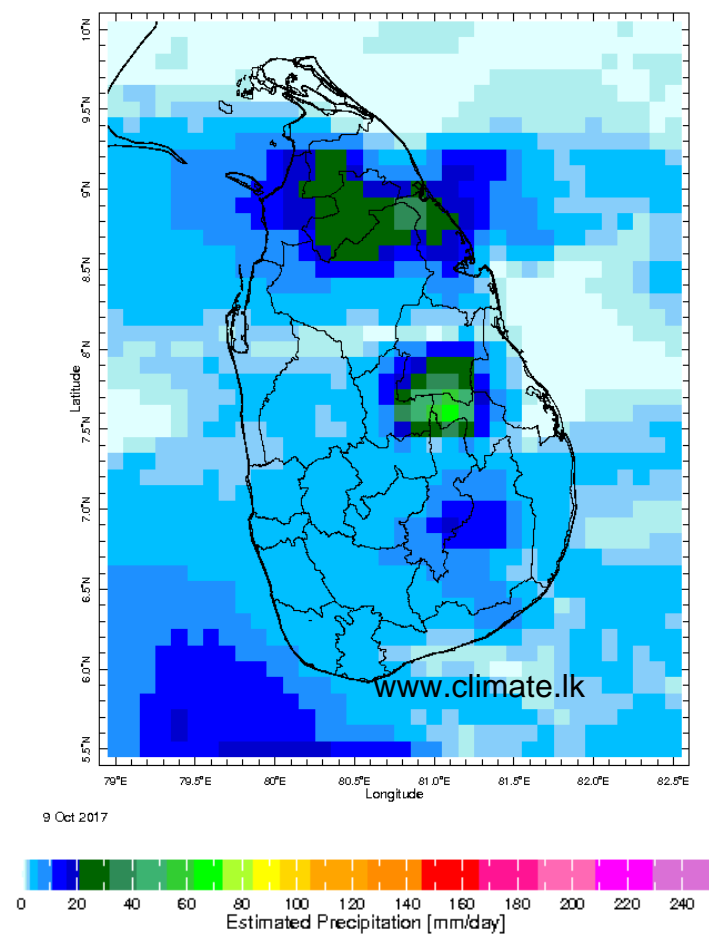 10°N
9.5°N
9°N
8.5°N
8°N
7.5°N
7.0°N
6.5°N
6.0°N
5.5°N
Latitude
www.climate.lk
79°E 79.5°E 80°E 80.5°E 81.0°E 81.5°E 82.0°E 82.5°E
Longitude
9 Oct 2017
0 20 40 60 80 100 120 140 160 180 200 220 240
Estimated Precipitation [mm/day]